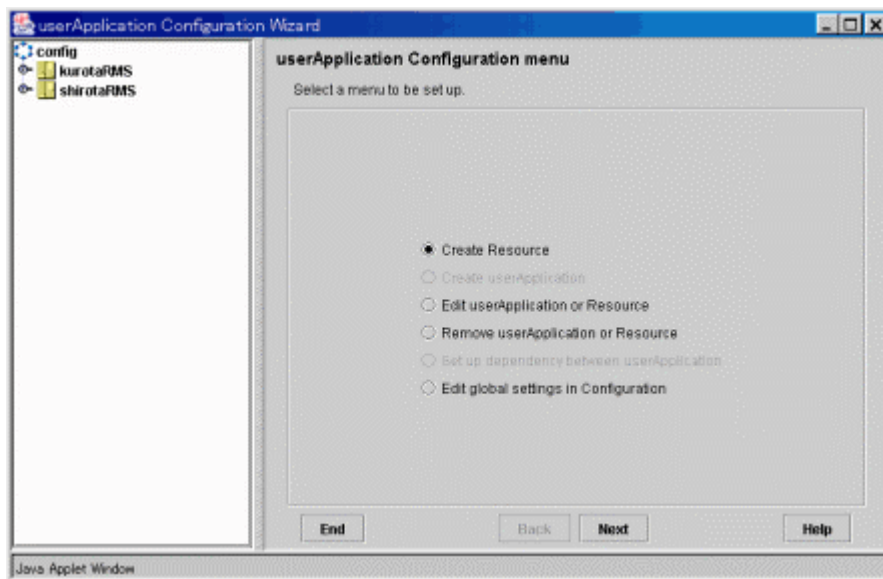 userApplication Configuration Wizard
config
kurotaRMS
shirotaRMS
userApplication Configuration menu
Select a menu to be set up.
Create Resource
Create userApplication
Edit userApplication or Resource
Remove userApplication or Resource
Set up dependency between userApplication
Edit global settings in Configuration
End
Back
Next
Help
Java Applet Window